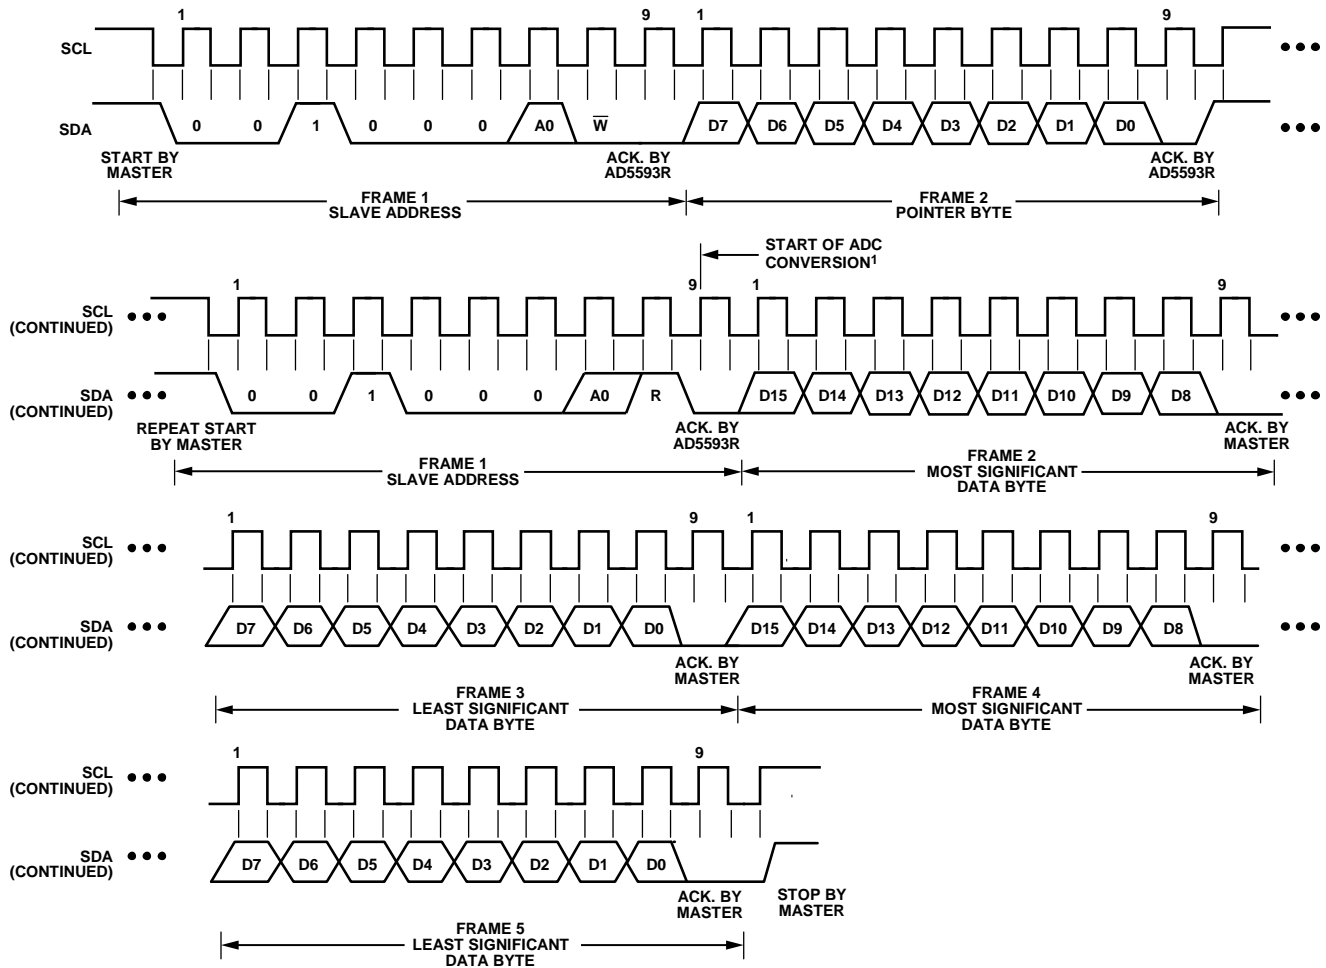 1 9 1 9
SCL
SDA
0 0 1 0 0 0 A0 W D7 D6 D5 D4 D3 D2 D1 D0
START BY
MASTER
ACK. BY
AD5593R
ACK. BY
AD5593R
FRAME 1
SLAVE ADDRESS
FRAME 2
POINTER BYTE
START OF ADC
CONVERSION1
1 9 1 9
SCL
(CONTINUED)
SDA
(CONTINUED)
0 0 1 0 0 0 A0 R D15 D14 D13 D12 D11 D10 D9 D8
REPEAT START
BY MASTER
ACK. BY
AD5593R
ACK. BY
MASTER
FRAME 1
SLAVE ADDRESS
FRAME 2
MOST SIGNIFICANT
DATA BYTE
1 9 1 9
SCL
(CONTINUED)
SDA
(CONTINUED)
D7 D6 D5 D4 D3 D2 D1 D0 D15 D14 D13 D12 D11 D10 D9 D8
ACK. BY
MASTER
ACK. BY
MASTER
FRAME 3
LEAST SIGNIFICANT
DATA BYTE
FRAME 4
MOST SIGNIFICANT
DATA BYTE
1 9
SCL
(CONTINUED)
SDA
(CONTINUED)
D7 D6 D5 D4 D3 D2 D1 D0
ACK. BY
MASTER
STOP BY
MASTER
FRAME 5
LEAST SIGNIFICANT
DATA BYTE